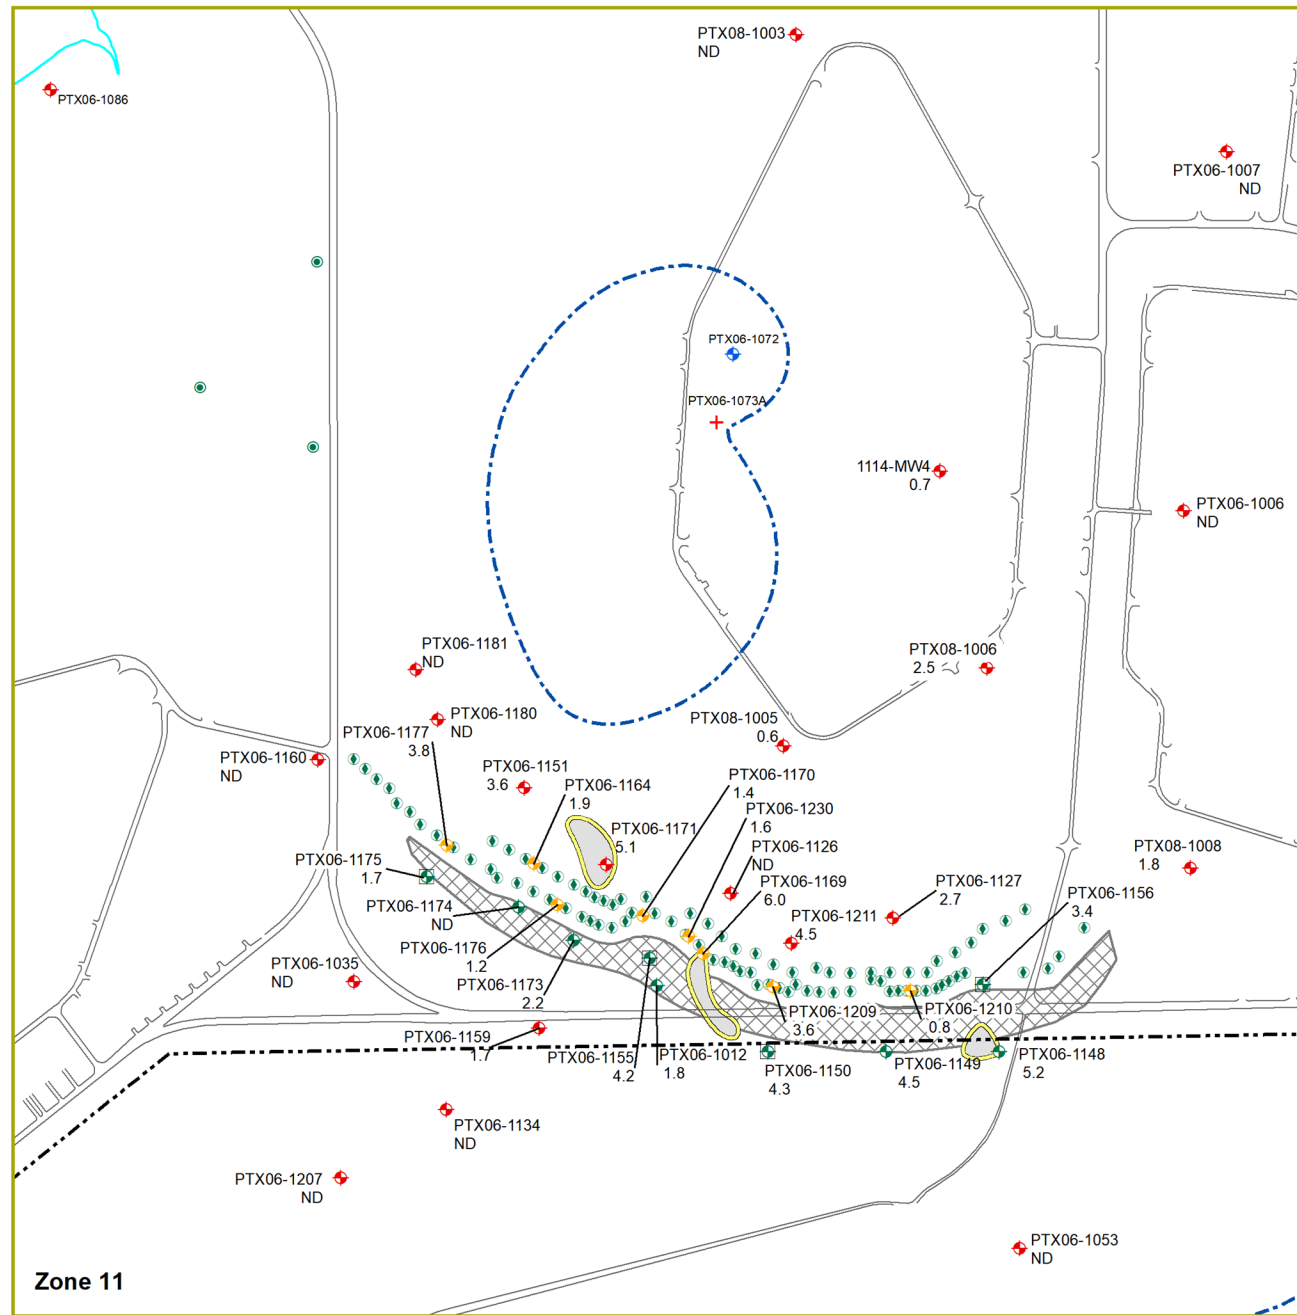 PTX08-1003
ND
PTX06-1086
PTX06-1007
ND
PTX06-1072
PTX06-1073A
1114-MW4
0.7
PTX06-1006
ND
PTX06-1181
ND
PTX08-1006
2.5
PTX06-1180
ND
PTX08-1005
0.6
PTX06-1177
3.8
PTX06-1160
ND
PTX06-1151
3.6
PTX06-1164
1.9
PTX06-1170
1.4
PTX06-1230
1.6
PTX06-1171
5.1
PTX06-1126
ND
PTX06-1175
1.7
PTX08-1008
1.8
PTX06-1169
6.0
PTX06-1127
2.7
PTX06-1156
3.4
PTX06-1174
ND
PTX06-1211
4.5
PTX06-1176
1.2
PTX06-1035
ND
PTX06-1173
2.2
PTX06-1209
3.6
PTX06-1210
0.8
PTX06-1159
1.7
PTX06-1155
4.2
PTX06-1012
1.8
PTX06-1150
4.3
PTX06-1149
4.5
PTX06-1148
5.2
PTX06-1134
ND
PTX06-1207
ND
PTX06-1053
ND
Zone 11